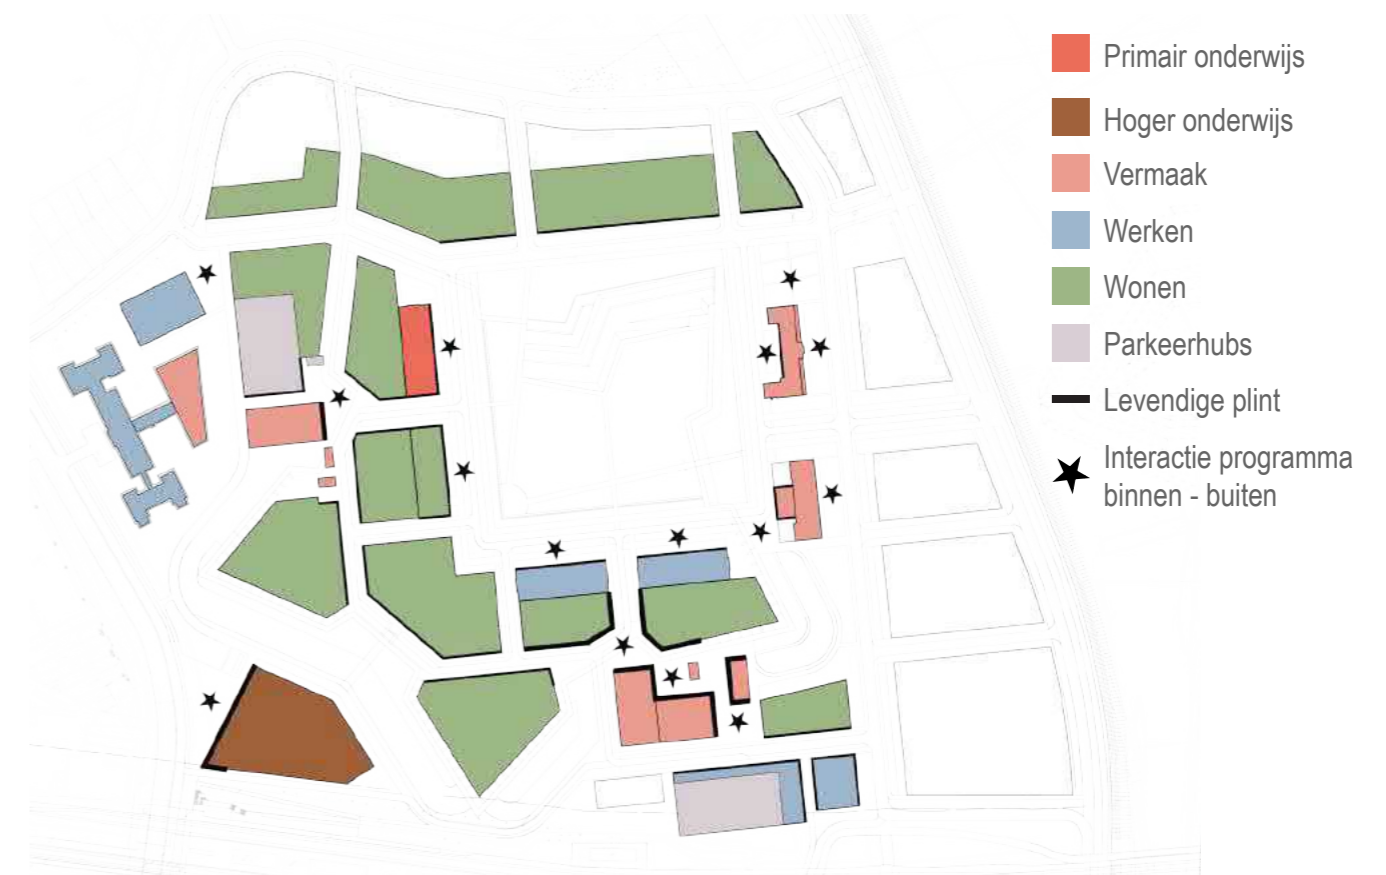 Primair onderwijs
Hoger onderwijs
Vermaak
Werken
Wonen
Parkeerhubs
Levendige plint
Interactie programma
binnen - buiten